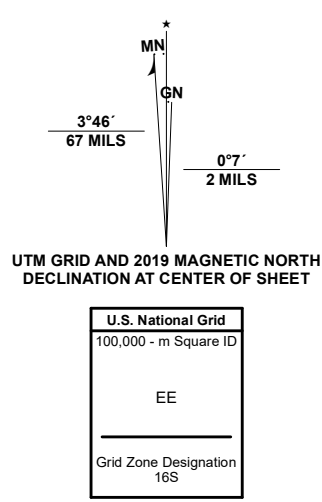 MN
GN
3°46´
67 MILS
0°7´
2 MILS
UTM GRID AND 2019 MAGNETIC NORTH
DECLINATION AT CENTER OF SHEET
U.S. National Grid
100,000 - m Square ID
EE
Grid Zone Designation
16S